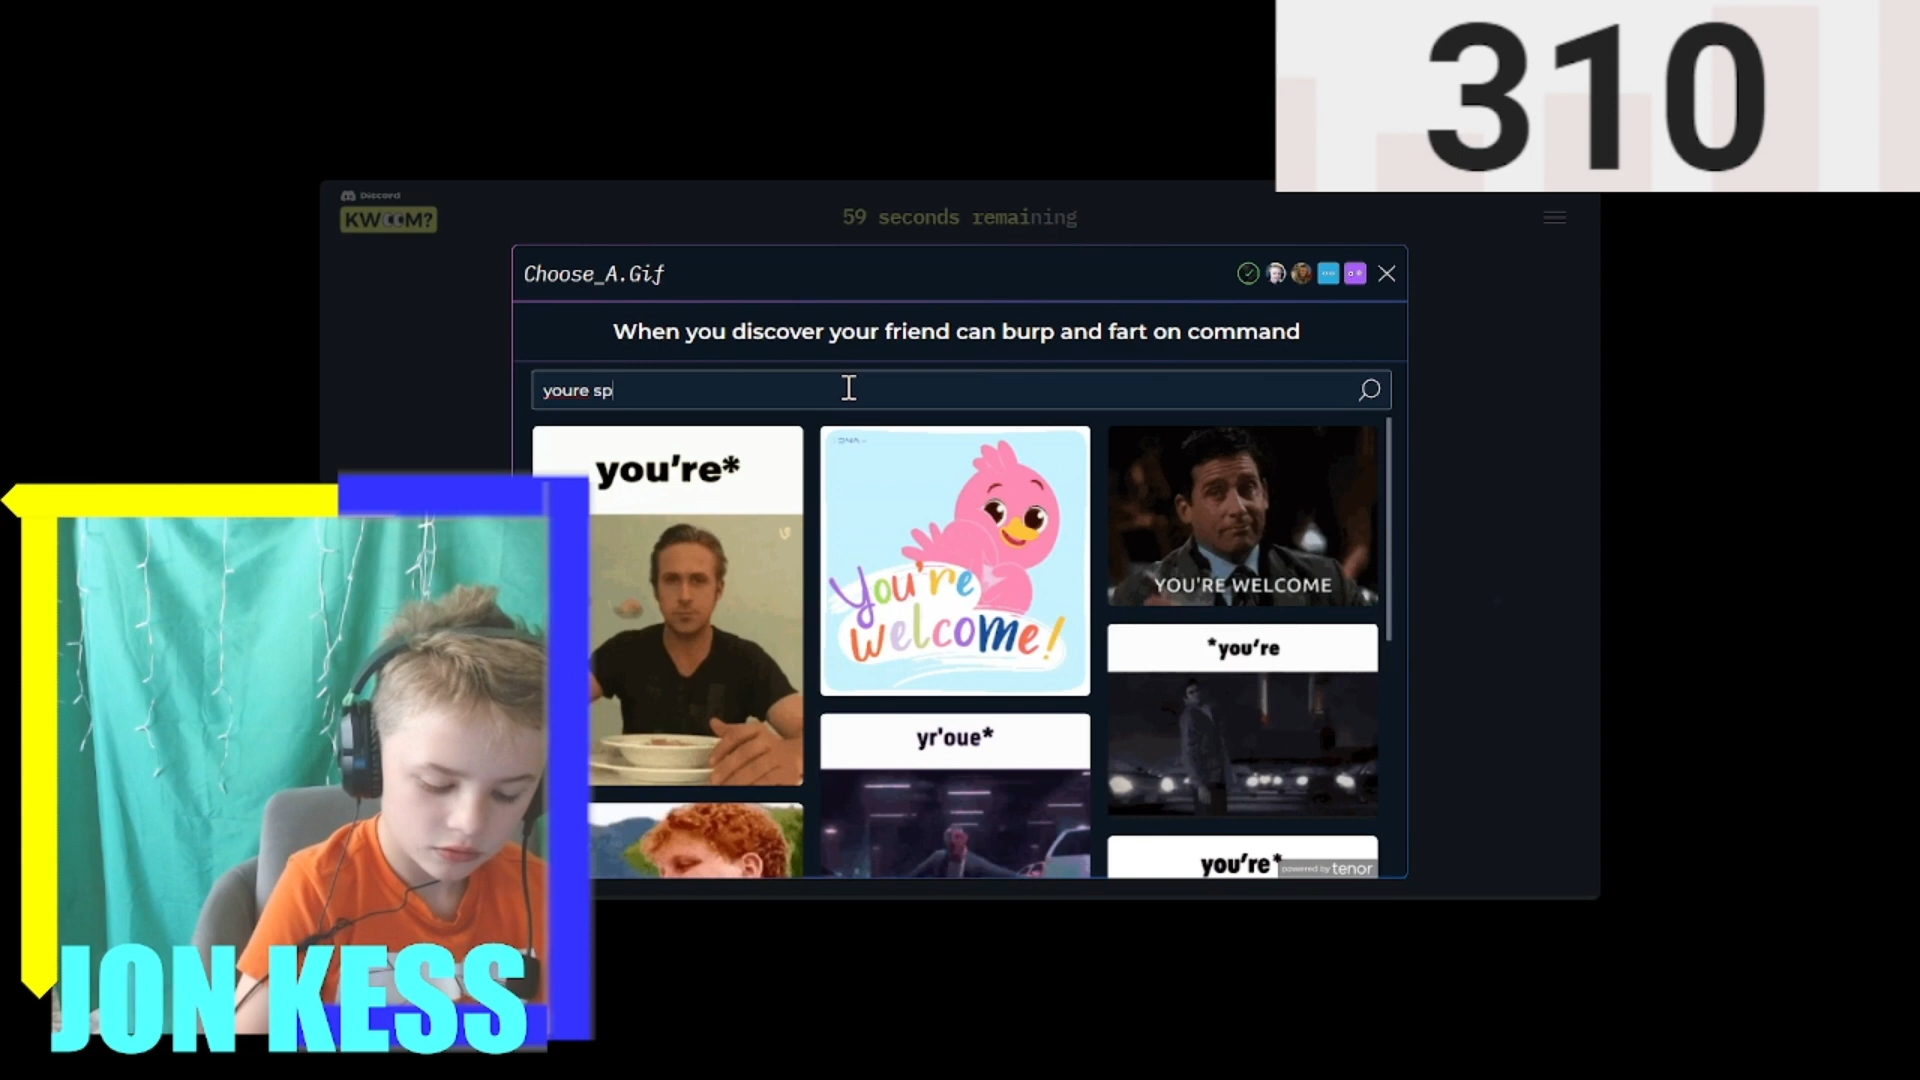 310
Discord
KWOOM?
59 seconds remaining
Choose_A.Gif
When you discover your friend can burp and fart on command
youre sp
you're*
You're
welcome!
YOU'RE WELCOME
*you're
yr'oue*
you're*
powered by tenor
JON KESS